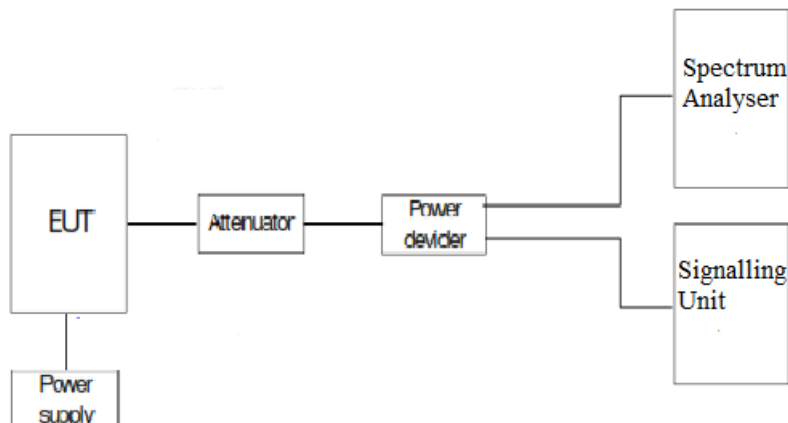 Spectrum
Analyser
EUT
Attenuator
Power
devider
Signalling
Unit
Power
supply